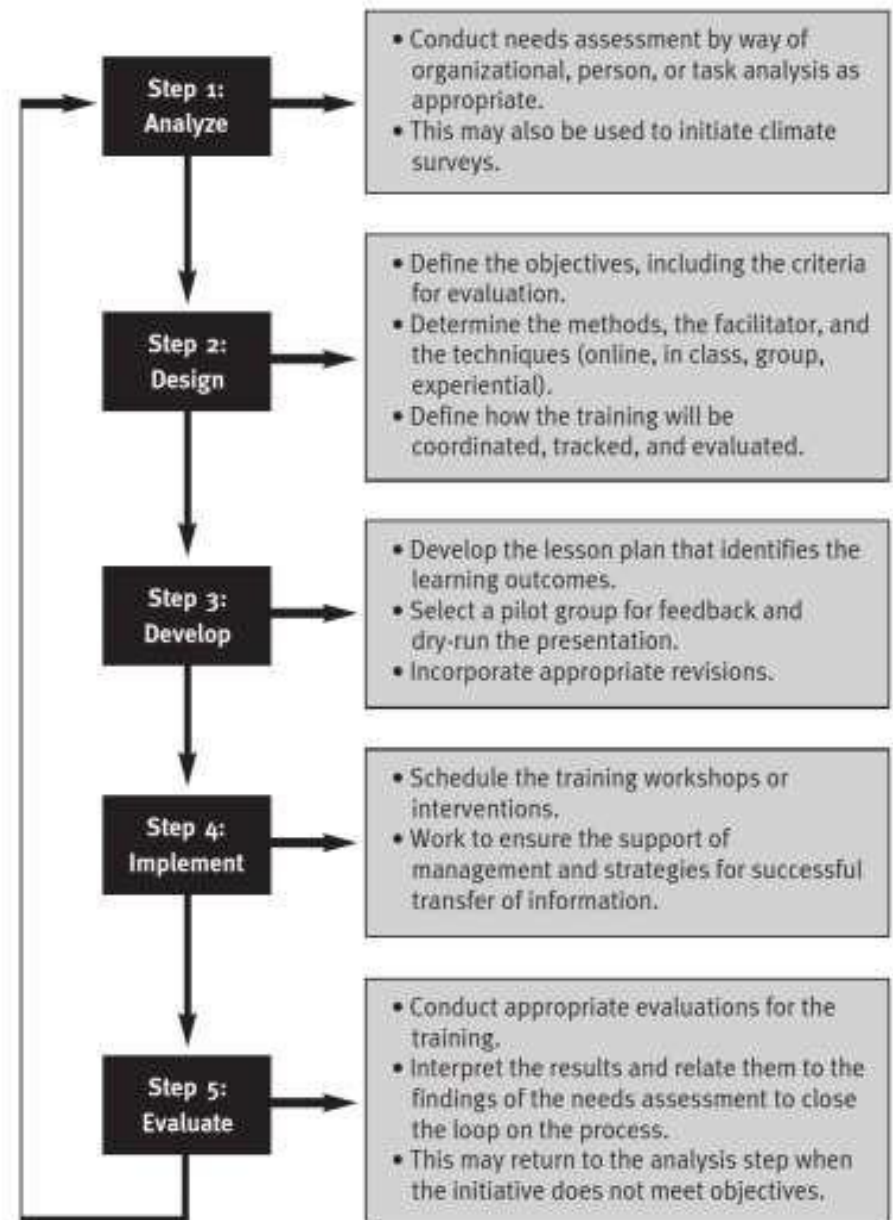 Step 1:
Analyze
• Conduct needs assessment by way of
organizational, person, or task analysis as
appropriate.
• This may also be used to initiate climate
surveys.
Step 2:
Design
• Define the objectives, including the criteria
for evaluation.
• Determine the methods, the facilitator, and
the techniques (online, in class, group,
experiential).
• Define how the training will be
coordinated, tracked, and evaluated.
Step 3:
Develop
• Develop the lesson plan that identifies the
learning outcomes.
• Select a pilot group for feedback and
dry-run the presentation.
• Incorporate appropriate revisions.
Step 4:
Implement
• Schedule the training workshops or
interventions.
• Work to ensure the support of
management and strategies for successful
transfer of information.
Step 5:
Evaluate
• Conduct appropriate evaluations for the
training.
• Interpret the results and relate them to the
findings of the needs assessment to close
the loop on the process.
• This may return to the analysis step when
the initiative does not meet objectives.